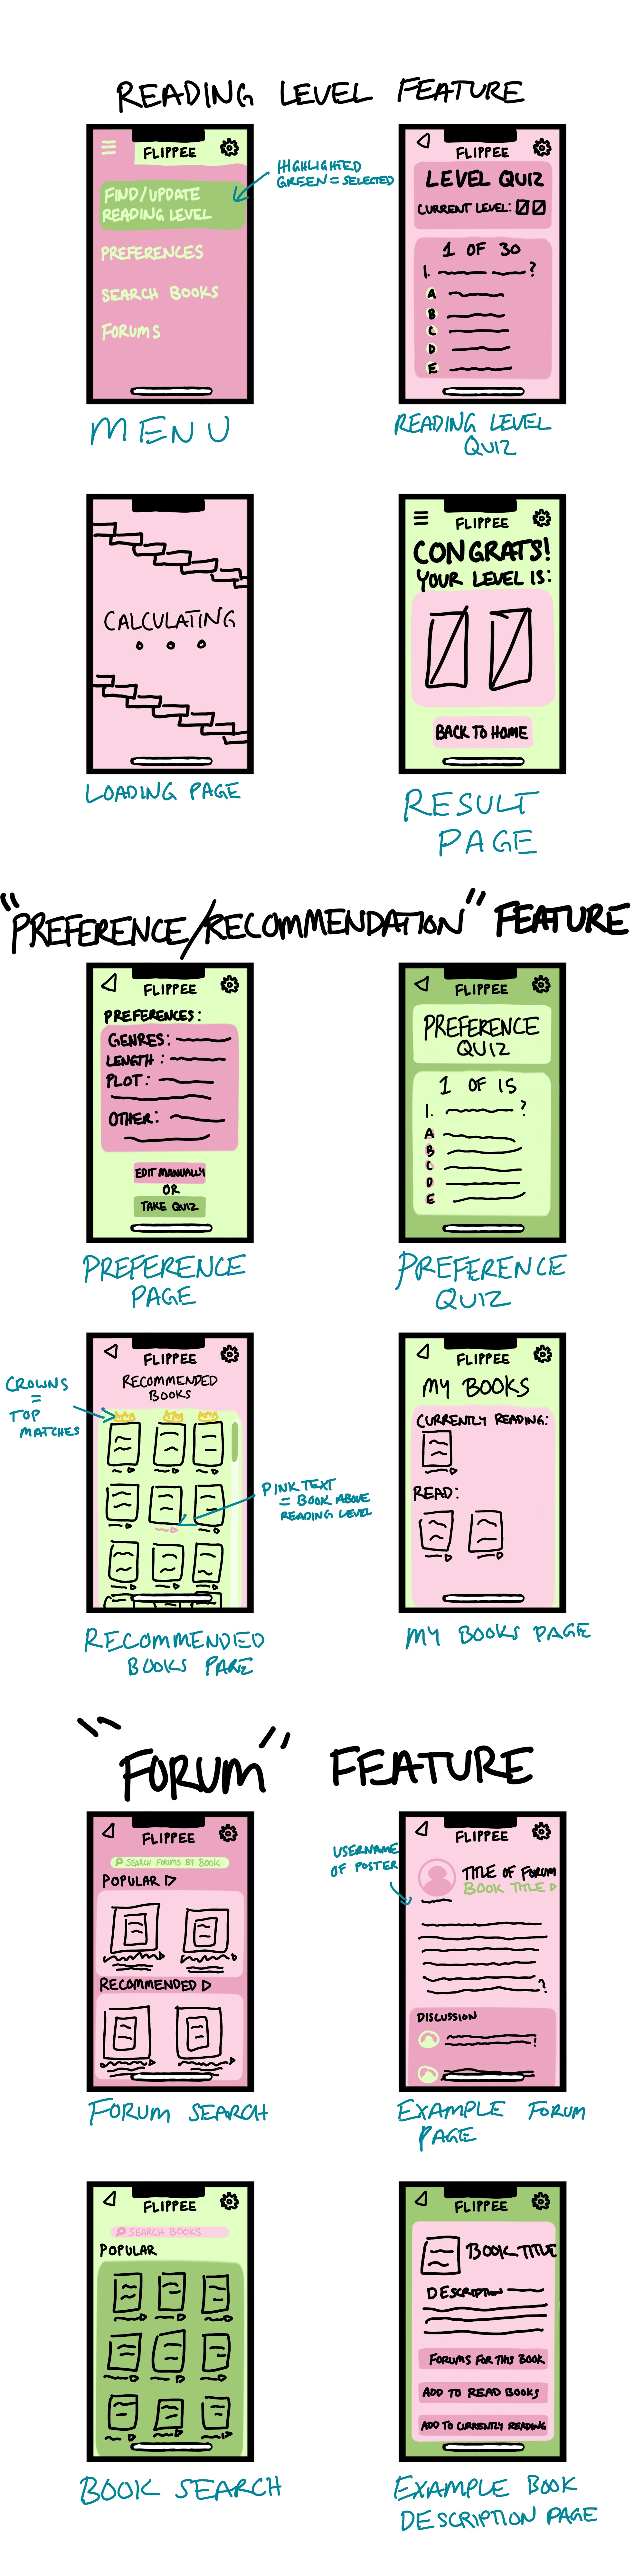 READING LEVEL FEATURE
FLIPPEE
FIND/UPDATE
READING LEVEL
PREFERENCES
SEARCH BOOKS
FORUMS
HIGHLIGHTED
GREEN = SELECTED
MENU
FLIPPEE
LEVEL QUIZ
CURRENT LEVEL:
1 OF 30
1. ?
A
B
C
D
E
READING LEVEL
QUIZ
CALCULATING
...
LOADING PAGE
FLIPPEE
CONGRATS!
YOUR LEVEL IS:
BACK TO HOME
RESULT
PAGE
"PREFERENCE/RECOMMENDATION" FEATURE
FLIPPEE
PREFERENCES:
GENRES:
LENGTH:
PLOT:
OTHER:
EDIT MANUALLY
OR
TAKE QUIZ
PREFERENCE
PAGE
FLIPPEE
PREFERENCE
QUIZ
1 OF 15
1. ?
A
B
C
D
E
PREFERENCE
QUIZ
CROWNS
=
TOP
MATCHES
FLIPPEE
RECOMMENDED
BOOKS
PINK TEXT
= BOOK ABOVE
READING LEVEL
RECOMMENDED
BOOKS PAGE
FLIPPEE
MY BOOKS
CURRENTLY READING:
READ:
MY BOOKS PAGE
"FORUM" FEATURE
FLIPPEE
SEARCH FORUMS BY BOOK
POPULAR
RECOMMENDED
FORUM SEARCH
USERNAME
OF POSTER
FLIPPEE
TITLE OF FORUM
BOOK TITLE
?
DISCUSSION
!
EXAMPLE FORUM
PAGE
FLIPPEE
SEARCH BOOKS
POPULAR
BOOK SEARCH
FLIPPEE
BOOK TITLE
DESCRIPTION
FORUMS FOR THIS BOOK
ADD TO READ BOOKS
ADD TO CURRENTLY READING
EXAMPLE BOOK
DESCRIPTION PAGE